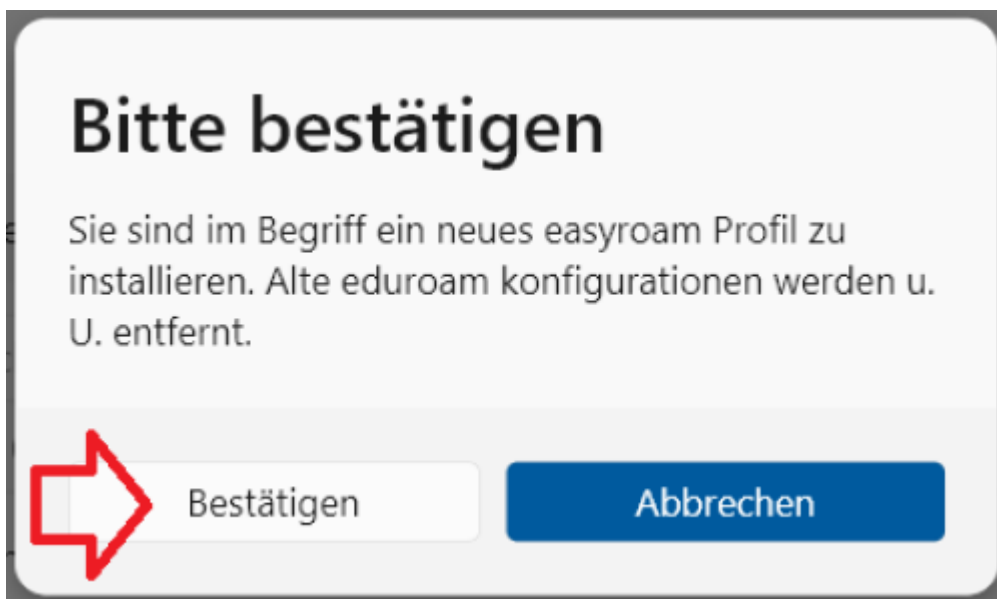 Bitte bestätigen
Sie sind im Begriff ein neues easyroam Profil zu
installieren. Alte eduroam konfigurationen werden u.
U. entfernt.
Bestätigen
Abbrechen